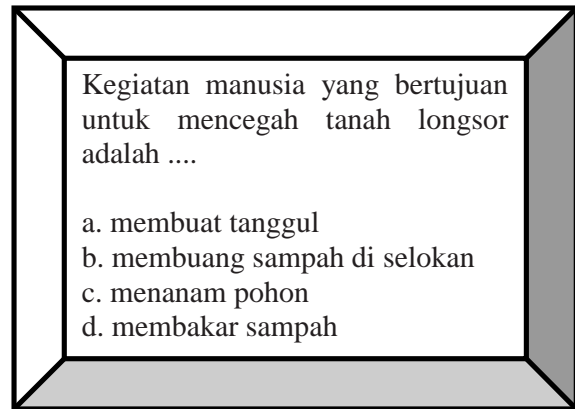 Kegiatan manusia yang bertujuan
untuk mencegah tanah longsor
adalah ....
a. membuat tanggul
b. membuang sampah di selokan
c. menanam pohon
d. membakar sampah